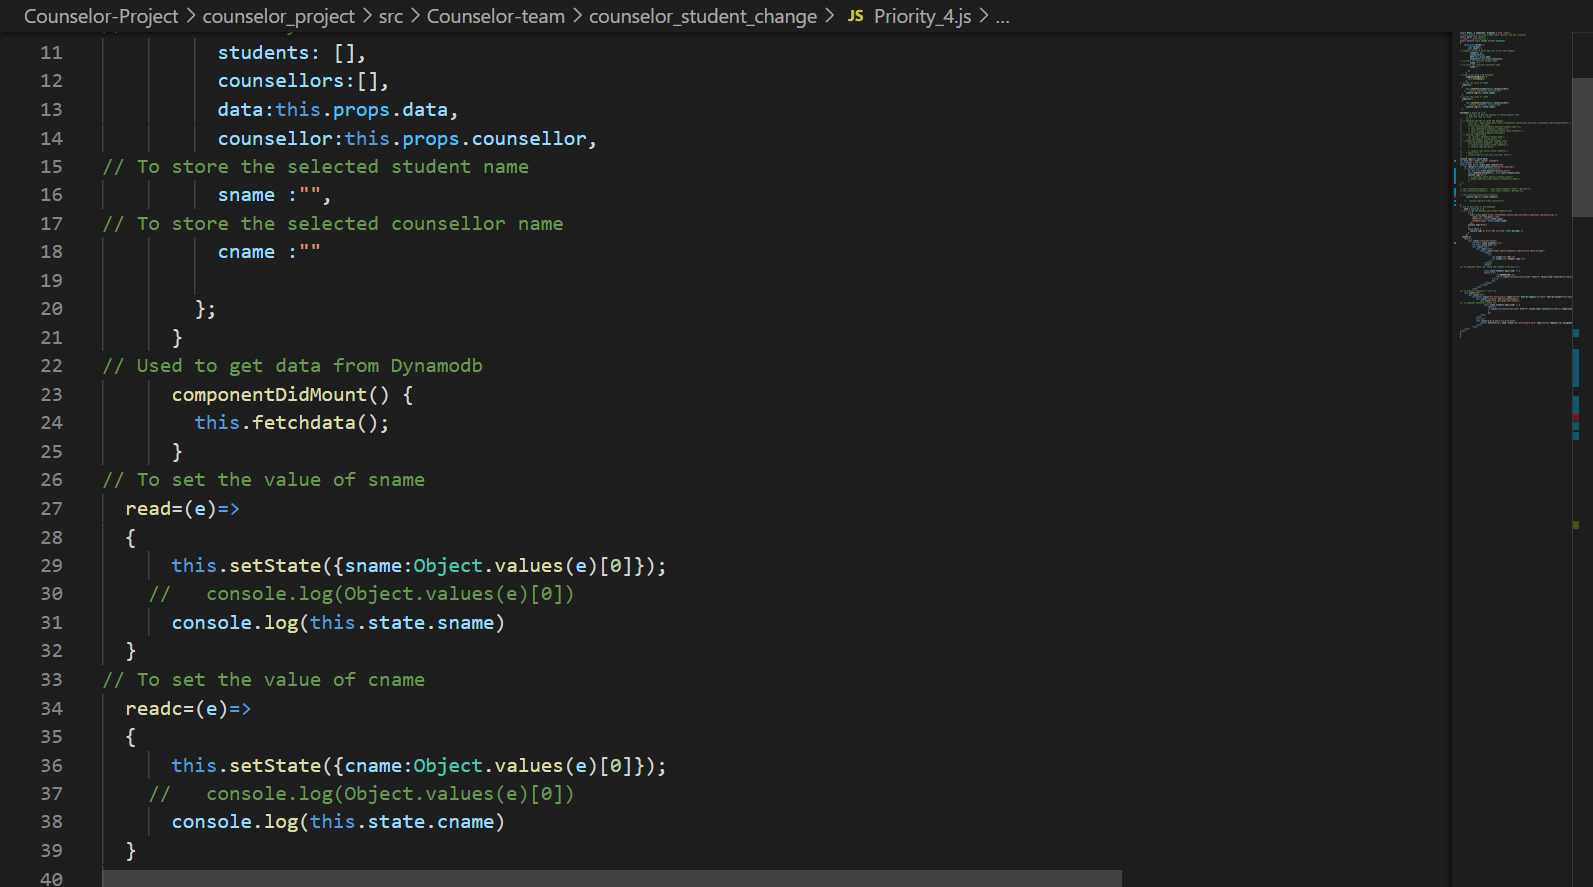 Counselor-Project > counselor_project > src > Counselor-team > counselor_student_change > JS Priority_4.js > ...
11 students: [],
12 counsellors:[],
13 data:this.props.data,
14 counsellor:this.props.counsellor,
15 // To store the selected student name
16 sname :"",
17 // To store the selected counsellor name
18 cname :""
19
20 };
21 }
22 // Used to get data from Dynamodb
23 componentDidMount() {
24 this.fetchdata();
25 }
26 // To set the value of sname
27 read=(e)=>
28 {
29 this.setState({sname:Object.values(e)[0]});
30 // console.log(Object.values(e)[0])
31 console.log(this.state.sname)
32 }
33 // To set the value of cname
34 readc=(e)=>
35 {
36 this.setState({cname:Object.values(e)[0]});
37 // console.log(Object.values(e)[0])
38 console.log(this.state.cname)
39 }
40